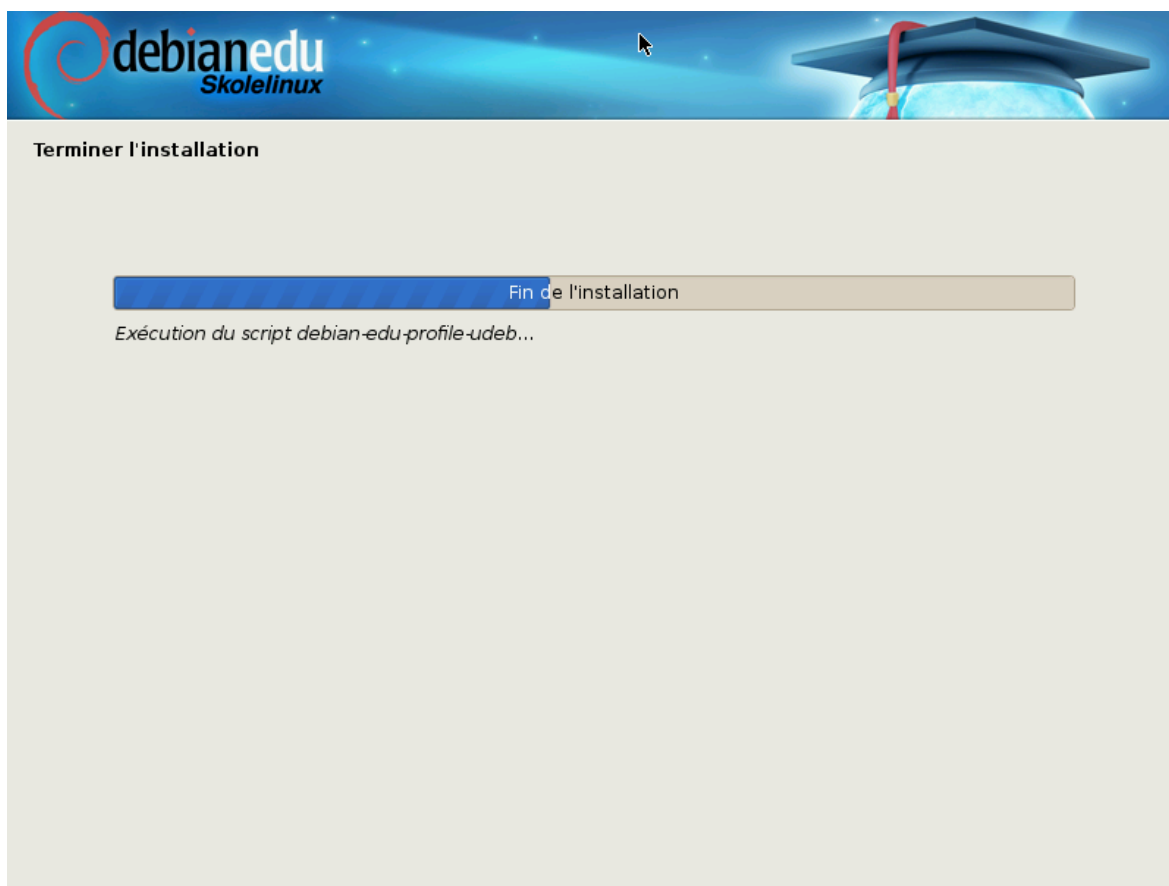 debianedu
Skolelinux
Terminer l'installation
Fin de l'installation
Exécution du script debian-edu-profile-udeb...